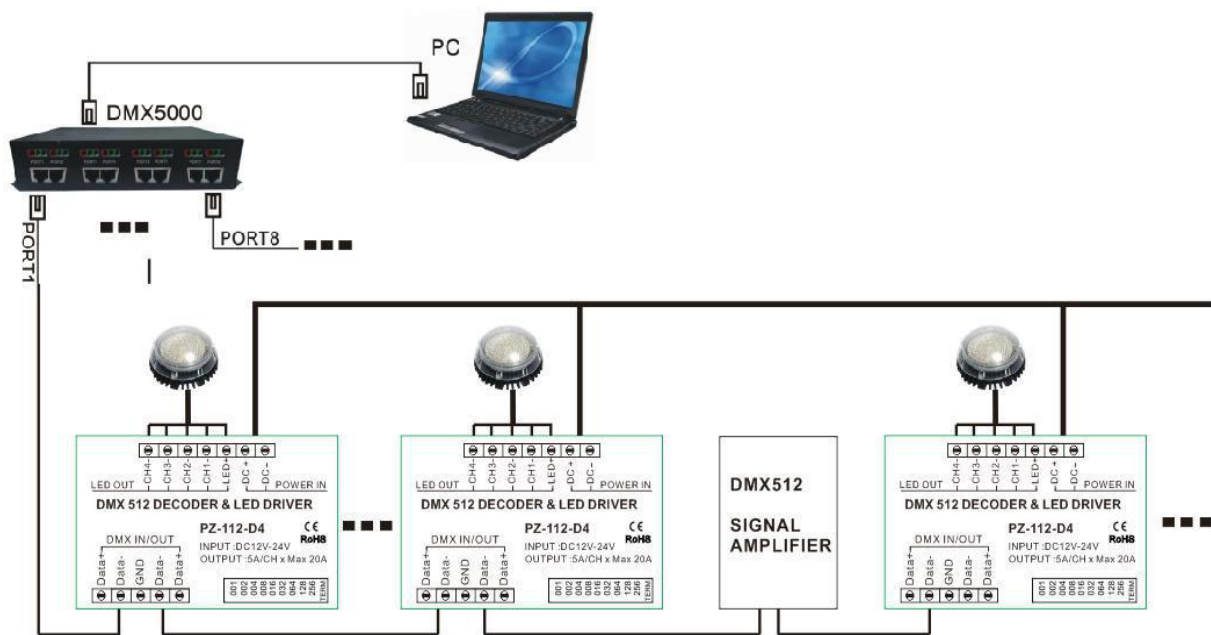 PC
DMX5000
PORT1
PORT8
CH4-
CH3-
CH2-
CH1-
LED+
DC +
DC -
LED OUT
POWER IN
DMX 512 DECODER & LED DRIVER
PZ-112-D4
CE
RoHS
INPUT :DC12V-24V
OUTPUT :5A/CH x Max 20A
DMX IN/OUT
Data+
Data-
GND
Data-
Data+
001
002
004
008
016
032
064
128
256
TERM
CH4-
CH3-
CH2-
CH1-
LED+
DC +
DC -
LED OUT
POWER IN
DMX 512 DECODER & LED DRIVER
PZ-112-D4
CE
RoHS
INPUT :DC12V-24V
OUTPUT :5A/CH x Max 20A
DMX IN/OUT
Data+
Data-
GND
Data-
Data+
001
002
004
008
016
032
064
128
256
TERM
DMX512
SIGNAL
AMPLIFIER
CH4-
CH3-
CH2-
CH1-
LED+
DC +
DC -
LED OUT
POWER IN
DMX 512 DECODER & LED DRIVER
PZ-112-D4
CE
RoHS
INPUT :DC12V-24V
OUTPUT :5A/CH x Max 20A
DMX IN/OUT
Data+
Data-
GND
Data-
Data+
001
002
004
008
016
032
064
128
256
TERM